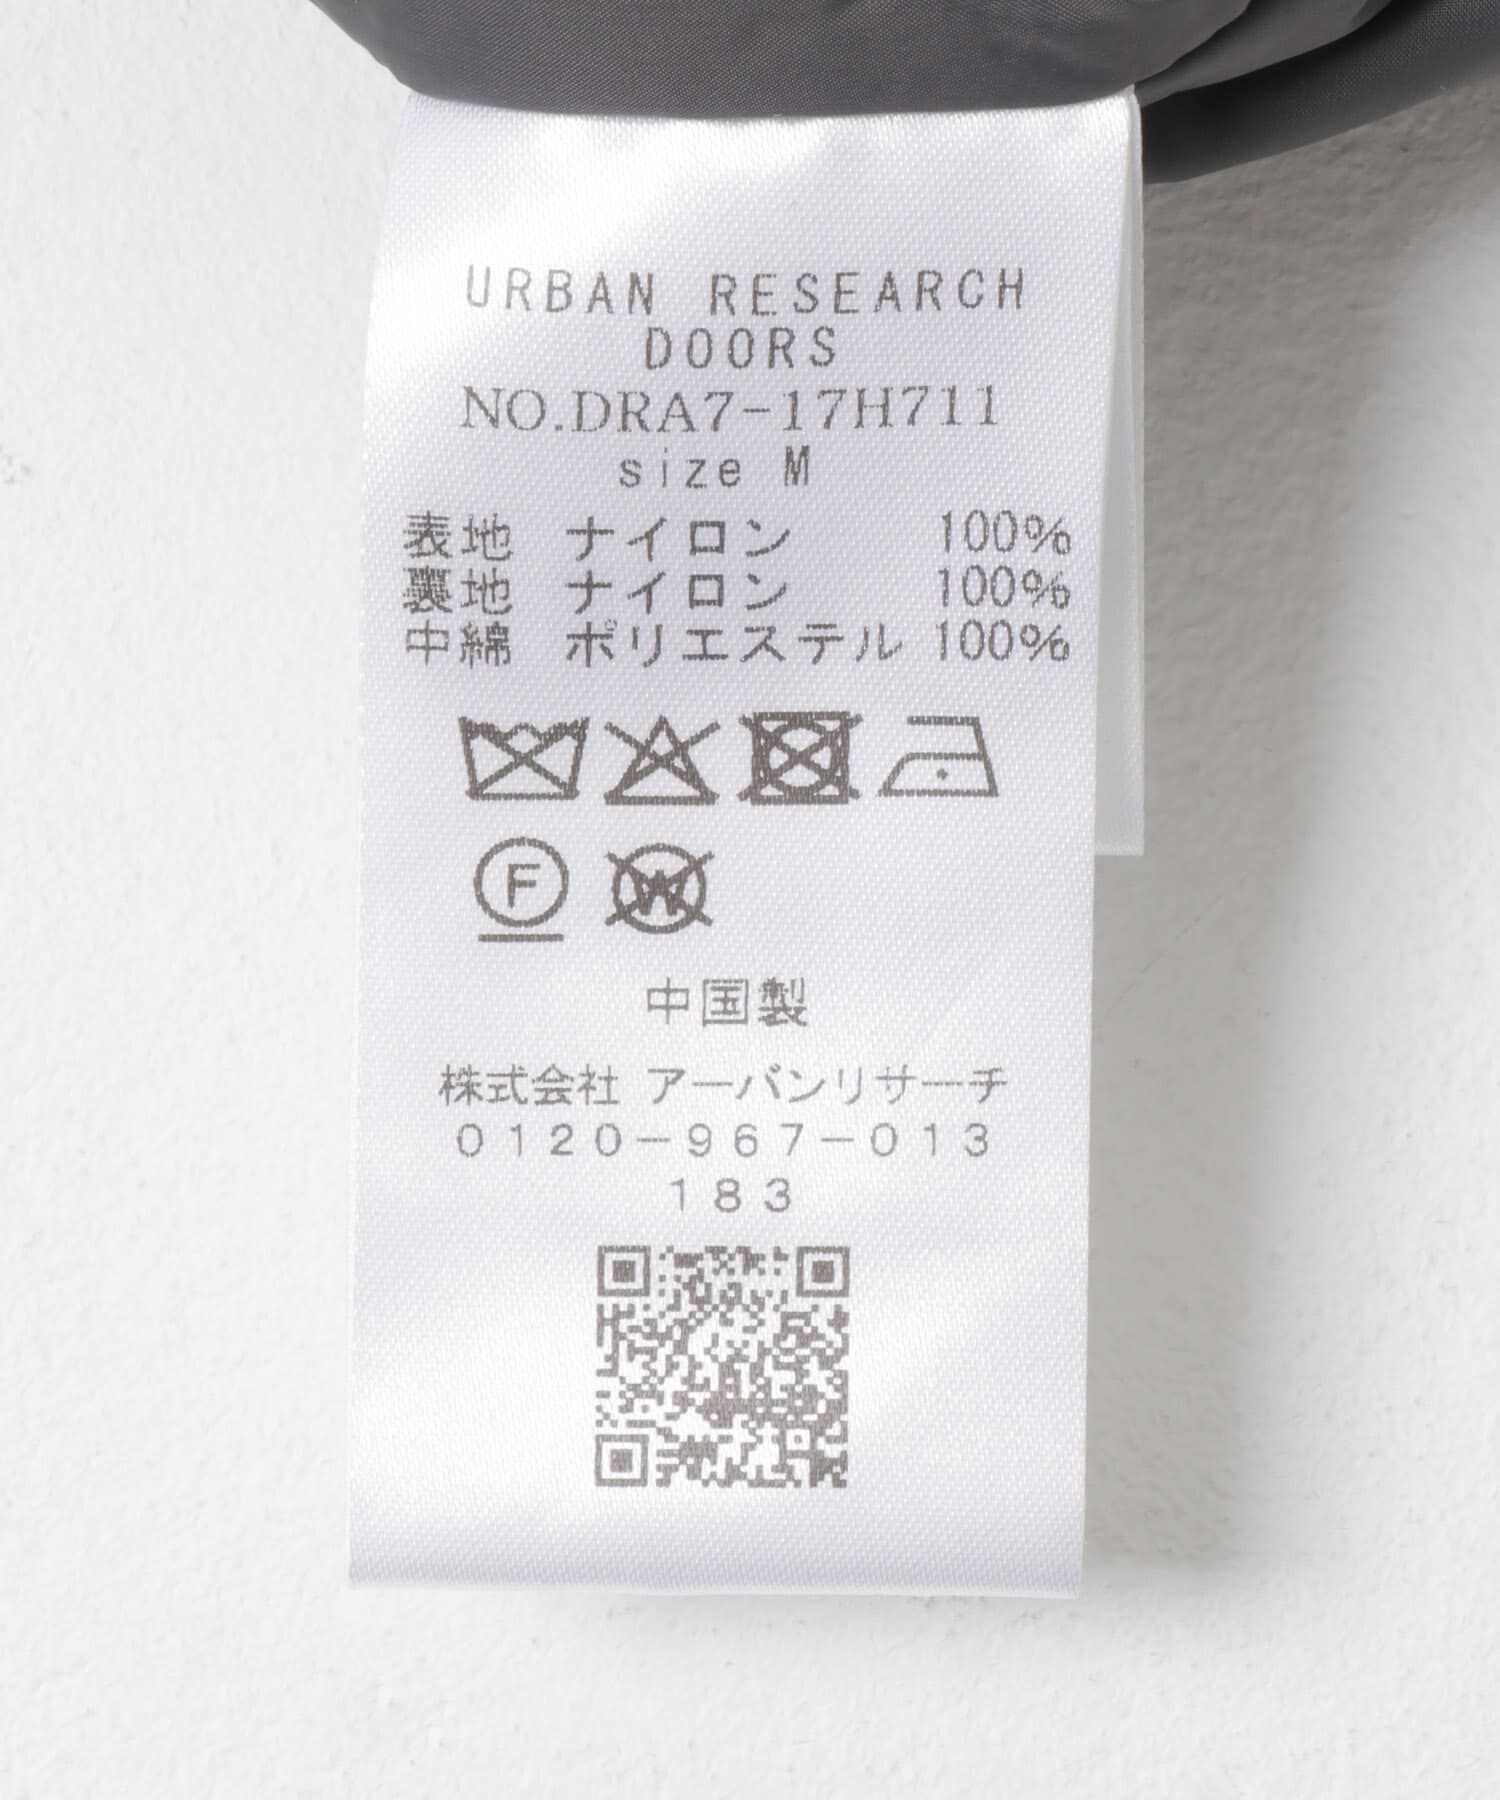 URBAN RESEARCH
DOORS
NO.DRA7-17H711
size M
表地 ナイロン 100%
裏地 ナイロン 100%
中綿 ポリエステル 100%
F
W
中国製
株式会社 アーバンリサーチ
0120-967-013
183